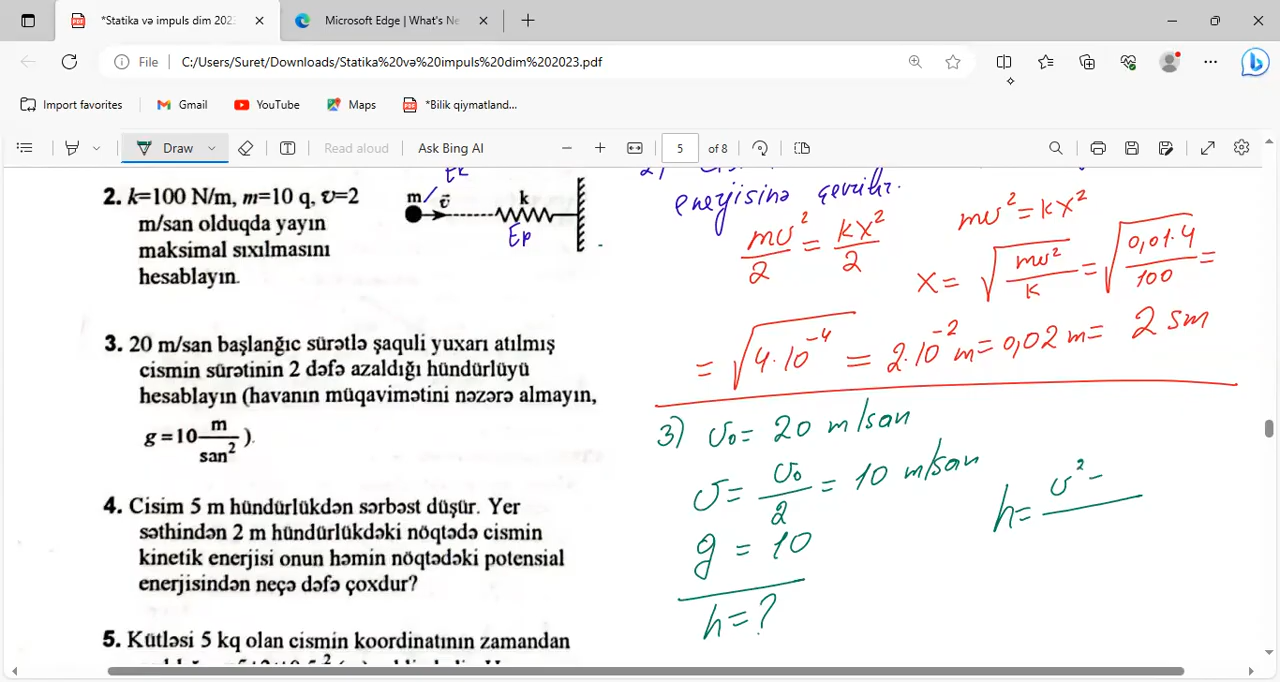 *Statika və impuls dim 202
Microsoft Edge | What's Ne
File C:/Users/Suret/Downloads/Statika%20və%20impuls%20dim%202023.pdf
Import favorites Gmail YouTube Maps *Bilik qiymatland...
Draw Read aloud Ask Bing AI 5 of 8
2. k=100 N/m, m=10 q, υ=2
m/san olduqda yayın
maksimal sıxılmasını
hesablayın.
m υ⃗ k
Ek
Ep
enerjisinə çevrilir.
mυ²/2 = kx²/2
mυ² = kx²
x = √(mυ²/k) = √(0,01·4/100) =
= √(4·10⁻⁴) = 2·10⁻² m = 0,02 m = 2 sm
3. 20 m/san başlanğıc sürətlə şaquli yuxarı atılmış
cismin sürətinin 2 dəfə azaldığı hündürlüyü
hesablayın (havanın müqavimətini nəzərə almayın,
g=10 m/san² ).
3) υ₀ = 20 m/san
υ = υ₀/2 = 10 m/san
g = 10
h = ?
h = υ² -
4. Cisim 5 m hündürlükdən sərbəst düşür. Yer
səthindən 2 m hündürlükdəki nöqtədə cismin
kinetik enerjisi onun həmin nöqtədəki potensial
enerjisindən neçə dəfə çoxdur?
5. Kütləsi 5 kq olan cismin koordinatının zamandan